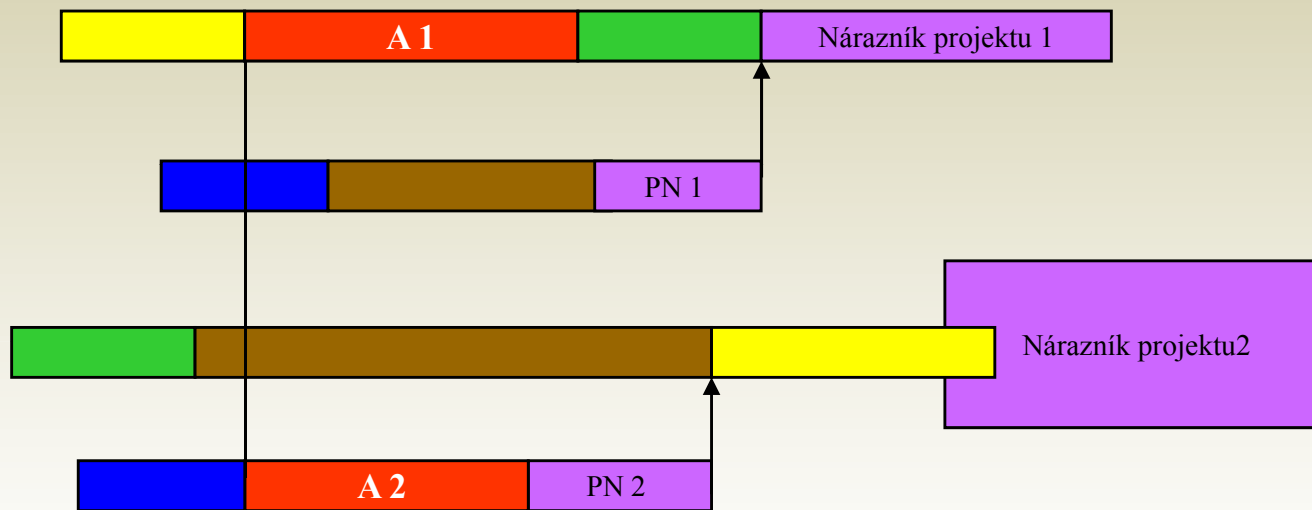 A 1
Nárazník projektu 1
PN 1
Nárazník projektu2
A 2
PN 2